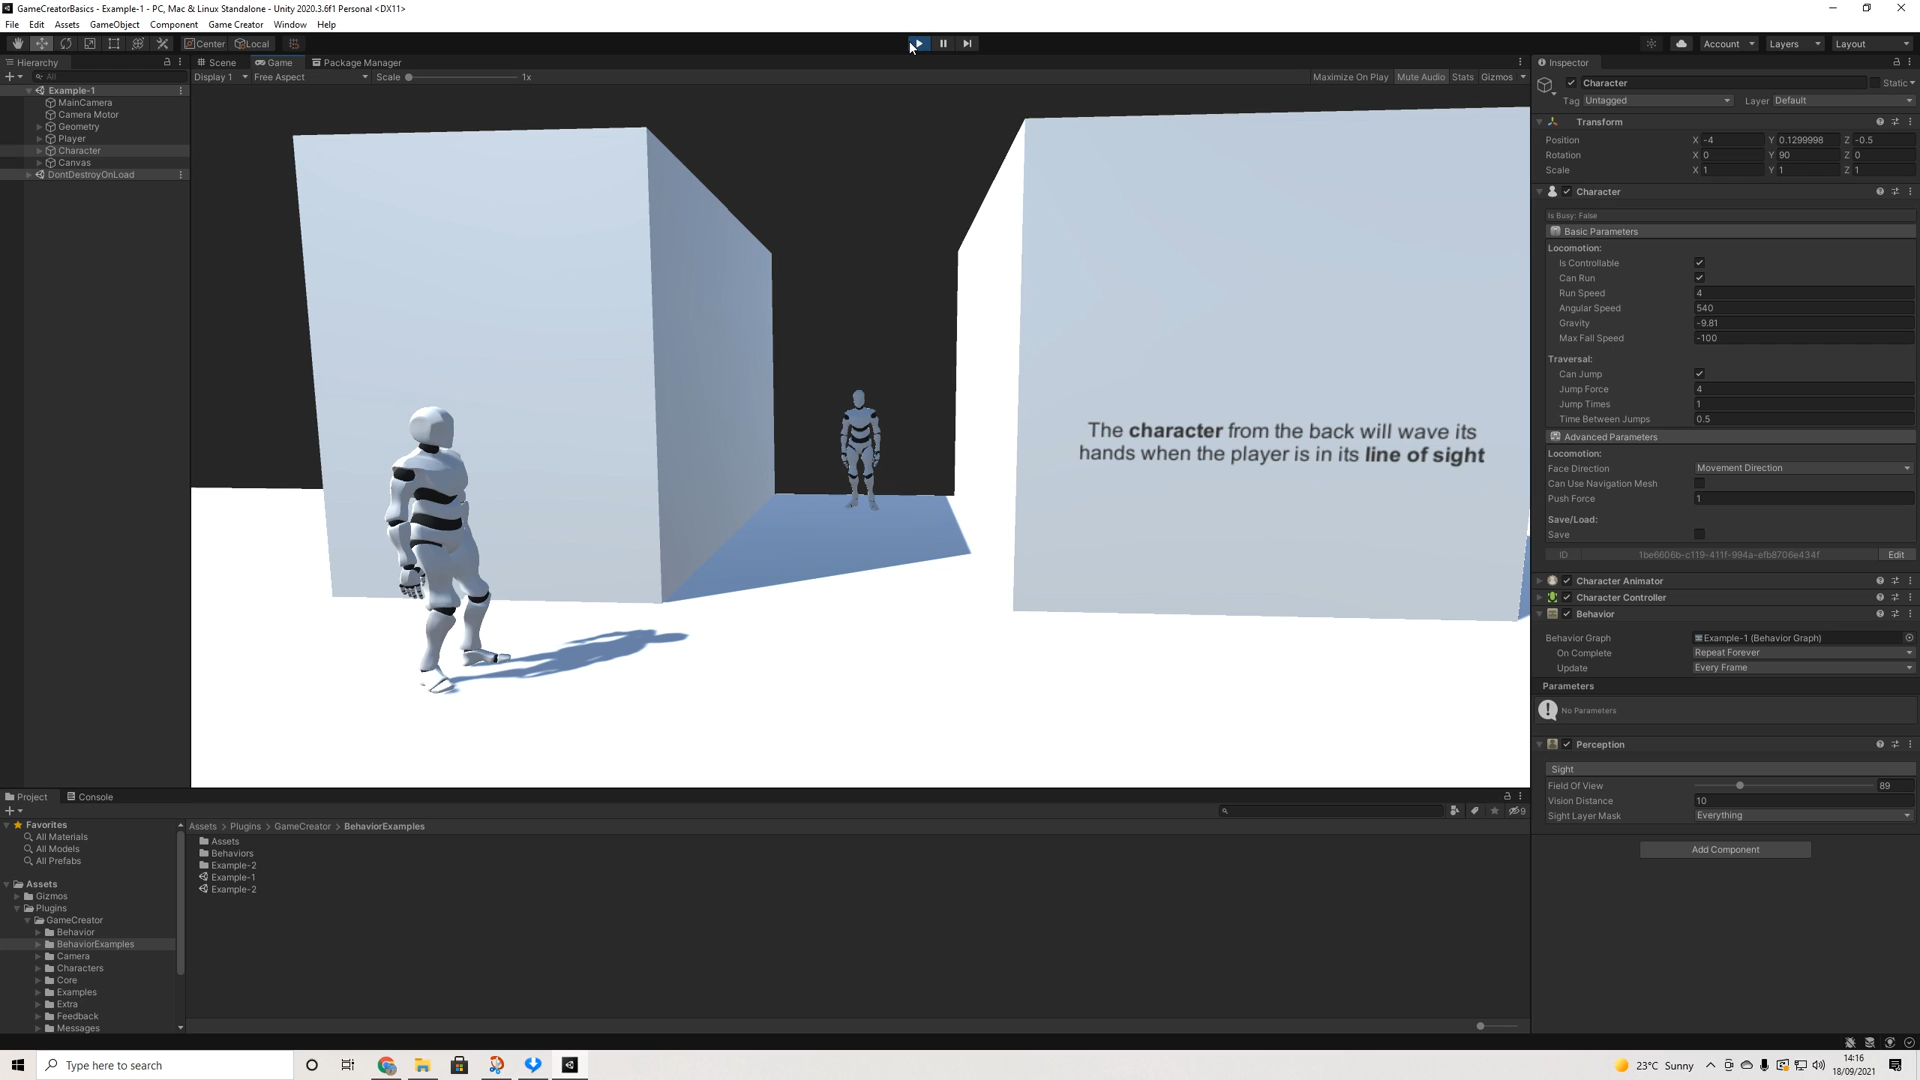 GameCreatorBasics - Example-1 - PC, Mac & Linux Standalone - Unity 2020.3.6f1 Personal <DX11>
File Edit Assets GameObject Component Game Creator Window Help
Center Local
Account Layers Layout
Hierarchy
All
Example-1
MainCamera
Camera Motor
Geometry
Player
Character
Canvas
DontDestroyOnLoad
Scene Game Package Manager
Display 1 Free Aspect Scale 1x Maximize On Play Mute Audio Stats Gizmos
The character from the back will wave its
hands when the player is in its line of sight
Inspector
Character Static
Tag Untagged Layer Default
Transform
Position X -4 Y 0.1299998 Z -0.5
Rotation X 0 Y 90 Z 0
Scale X 1 Y 1 Z 1
Character
Is Busy: False
Basic Parameters
Locomotion:
Is Controllable
Can Run
Run Speed 4
Angular Speed 540
Gravity -9.81
Max Fall Speed -100
Traversal:
Can Jump
Jump Force 4
Jump Times 1
Time Between Jumps 0.5
Advanced Parameters
Locomotion:
Face Direction Movement Direction
Can Use Navigation Mesh
Push Force 1
Save/Load:
Save
ID 1be6606b-c119-411f-994a-efb8706e434f Edit
Character Animator
Character Controller
Behavior
Behavior Graph Example-1 (Behavior Graph)
On Complete Repeat Forever
Update Every Frame
Parameters
No Parameters
Perception
Sight
Field Of View 89
Vision Distance 10
Sight Layer Mask Everything
Add Component
Project Console
9
Favorites
All Materials
All Models
All Prefabs
Assets
Gizmos
Plugins
GameCreator
Behavior
BehaviorExamples
Camera
Characters
Core
Examples
Extra
Feedback
Messages
Assets > Plugins > GameCreator > BehaviorExamples
Assets
Behaviors
Example-2
Example-1
Example-2
Type here to search
23°C Sunny
14:16
18/09/2021